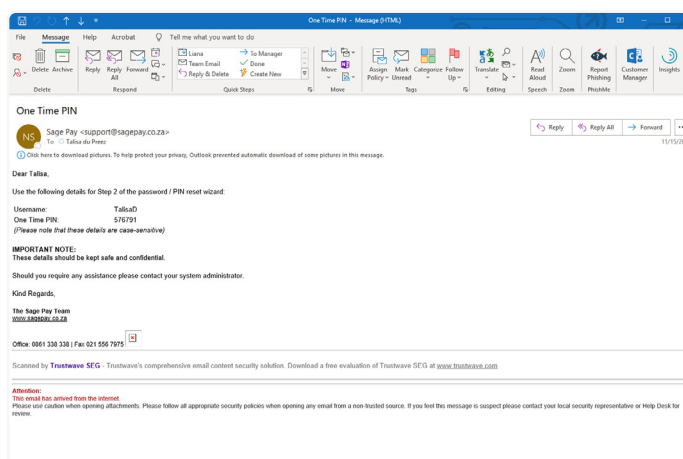 One Time PIN - Message (HTML)
File Message Help Acrobat Tell me what you want to do
Delete Archive Reply Reply All Forward
Liana To Manager
Team Email Done
Reply & Delete Create New
Move Assign Policy Mark Unread Categorize Follow Up Translate Read Aloud Zoom Report Phishing Customer Manager Insights
Delete Respond Quick Steps Move Tags Editing Speech Zoom PhishMe
One Time PIN
NS
Sage Pay <support@sagepay.co.za>
To Talisa du Preez
Reply Reply All Forward
Click here to download pictures. To help protect your privacy, Outlook prevented automatic download of some pictures in this message.
Dear Talisa,
Use the following details for Step 2 of the password / PIN reset wizard:
Username: TalisaD
One Time PIN: 576791
(Please note that these details are case-sensitive)
IMPORTANT NOTE:
These details should be kept safe and confidential.
Should you require any assistance please contact your system administrator.
Kind Regards,
The Sage Pay Team
www.sagepay.co.za
Office: 0861 338 338 | Fax 021 556 7975
Scanned by Trustwave SEG - Trustwave's comprehensive email content security solution. Download a free evaluation of Trustwave SEG at www.trustwave.com
Attention:
This email has arrived from the internet.
Please use caution when opening attachments. Please follow all appropriate security policies when opening any email from a non-trusted source. If you feel this message is suspect please contact your local security representative or Help Desk for
review.